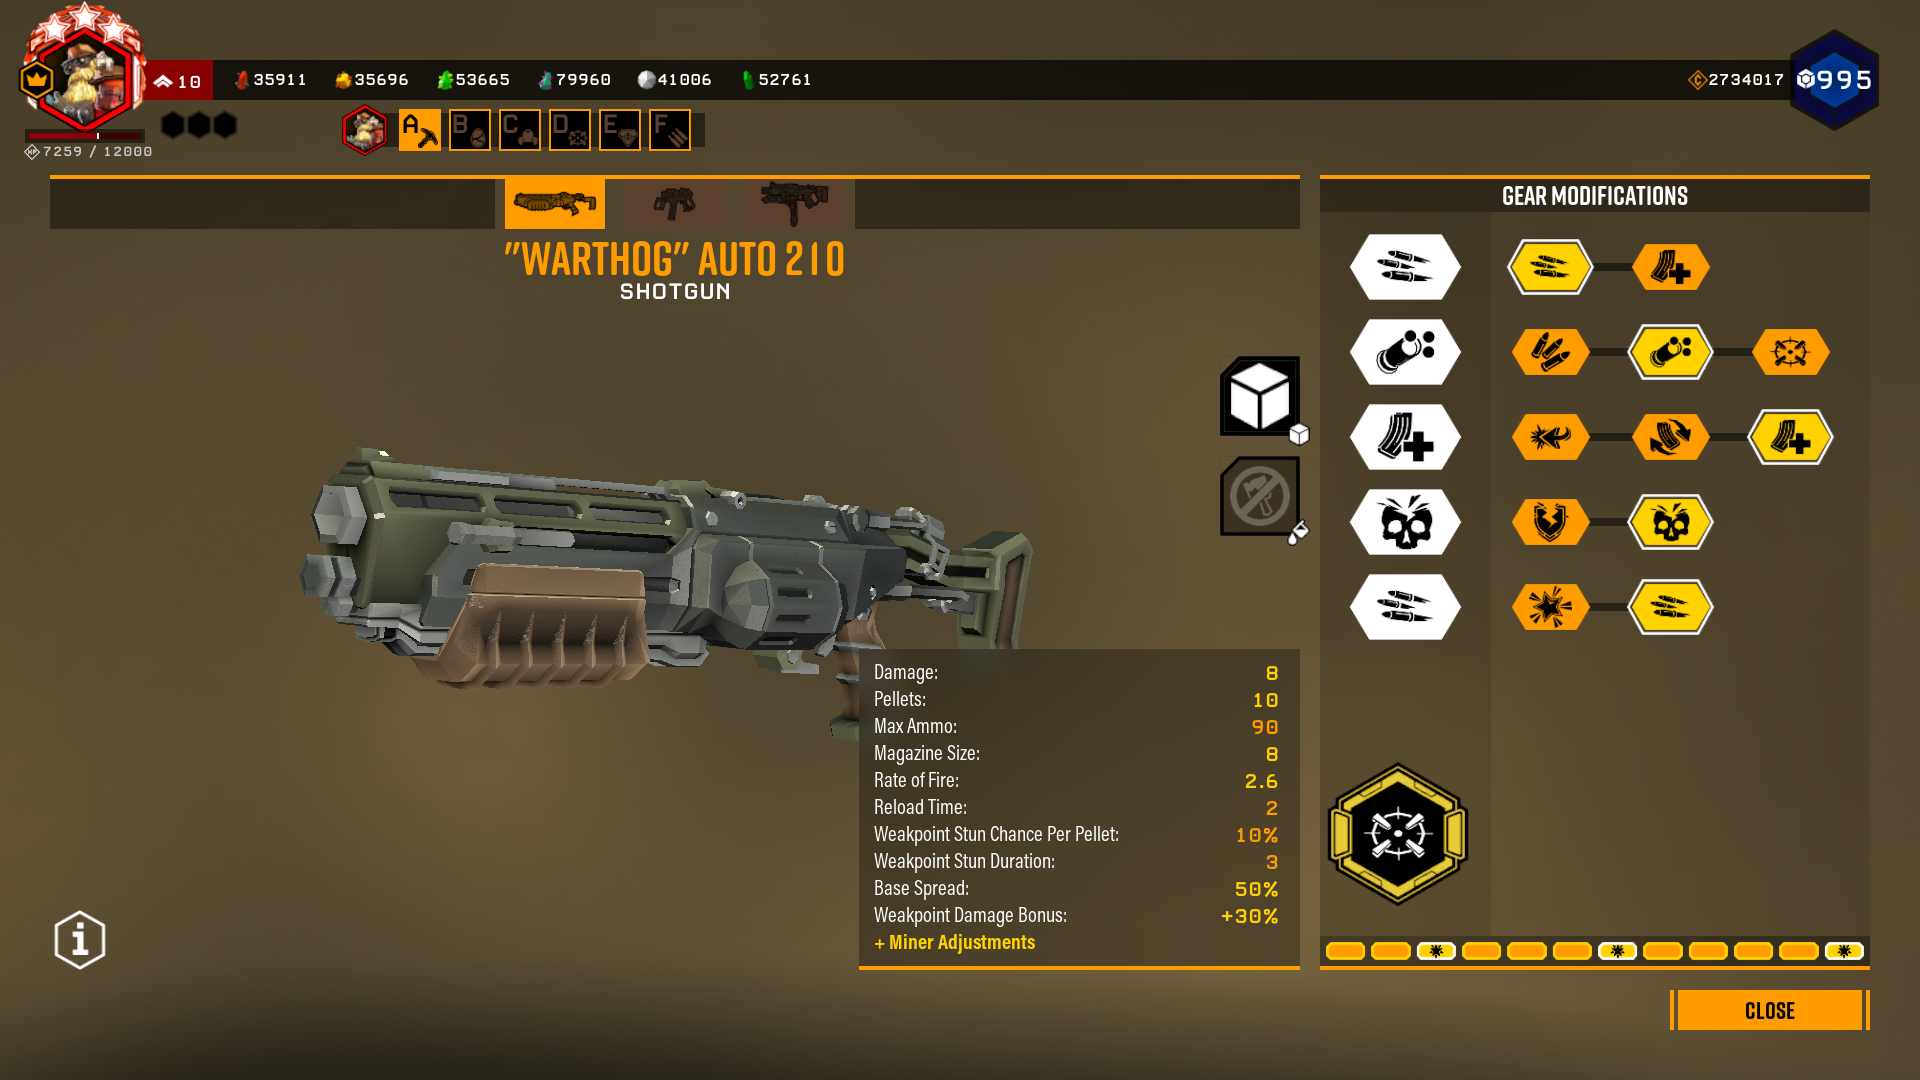 10 35911 35696 53665 79960 41006 52761 2734017 995
7259 / 12000
A B C D E F
"WARTHOG" AUTO 210
SHOTGUN
GEAR MODIFICATIONS
Damage: 8
Pellets: 10
Max Ammo: 90
Magazine Size: 8
Rate of Fire: 2.6
Reload Time: 2
Weakpoint Stun Chance Per Pellet: 10%
Weakpoint Stun Duration: 3
Base Spread: 50%
Weakpoint Damage Bonus: +30%
+ Miner Adjustments
CLOSE